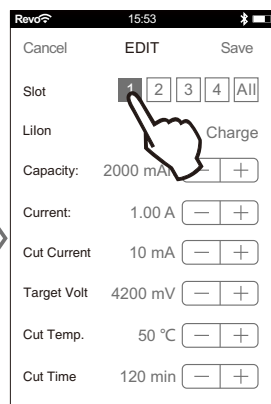 Revo 15:53
Cancel EDIT Save
Slot 1 2 3 4 All
LiIon Charge
Capacity: 2000 mAh — +
Current: 1.00 A — +
Cut Current 10 mA — +
Target Volt 4200 mV — +
Cut Temp. 50 ℃ — +
Cut Time 120 min — +